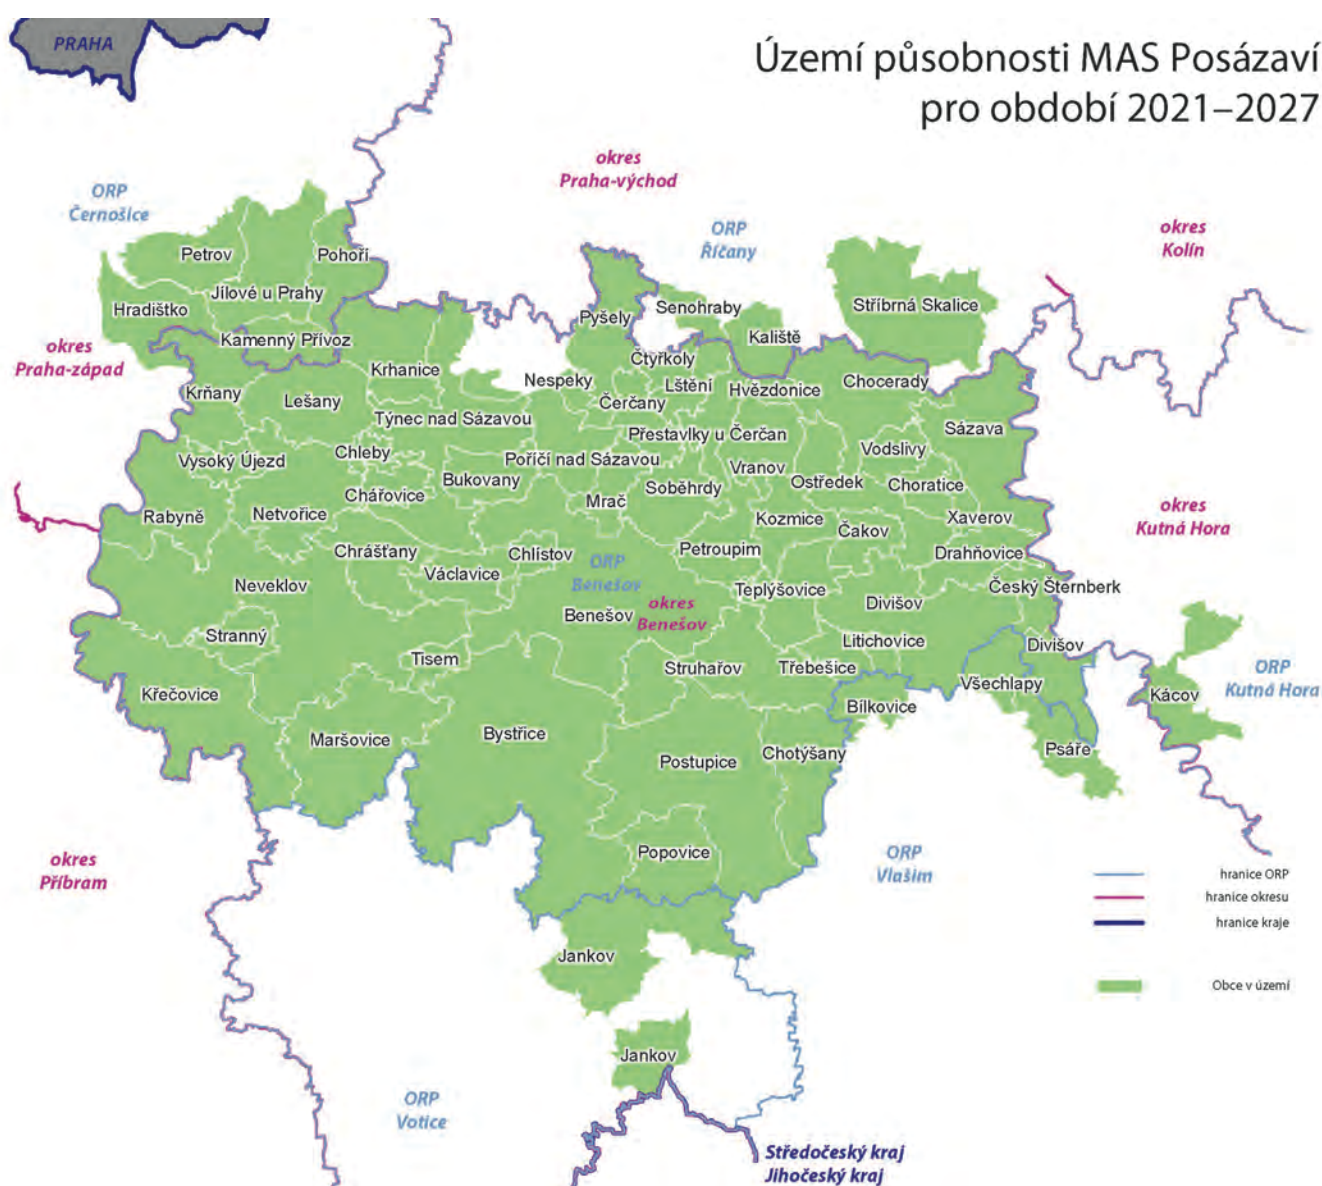 PRAHA
Území působnosti MAS Posázaví
pro období 2021–2027
okres
Praha-východ
ORP
Černošice
ORP
Říčany
okres
Kolín
Petrov
Pohoří
Jílové u Prahy
Hradištko
Kamenný Přívoz
Pyšely
Senohraby
Kaliště
Stříbrná Skalice
okres
Praha-západ
Krňany
Lešany
Krhanice
Týnec nad Sázavou
Nespeky
Čtyřkoly
Lštění
Čerčany
Hvězdonice
Chocerady
Přestavlky u Čerčan
Sázava
Vysoký Újezd
Chleby
Poříčí nad Sázavou
Vodslivy
Vranov
Bukovany
Chářovice
Soběhrdy
Ostředek
Choratice
Mrač
Rabyně
Netvořice
Kozmice
Čakov
Xaverov
okres
Kutná Hora
Chrášťany
Chlístov
Petroupim
Drahňovice
ORP
Benešov
Václavice
Neveklov
Teplýšovice
Český Šternberk
okres
Benešov
Benešov
Divišov
Stranný
Litichovice
Divišov
Tisem
Struhařov
Třebešice
ORP
Kutná Hora
Křečovice
Všechlapy
Kácov
Bílkovice
Maršovice
Bystřice
Chotýšany
Psáře
Postupice
okres
Příbram
Popovice
ORP
Vlašim
hranice ORP
hranice okresu
hranice kraje
Jankov
Obce v území
Jankov
ORP
Votice
Středočeský kraj
Jihočeský kraj